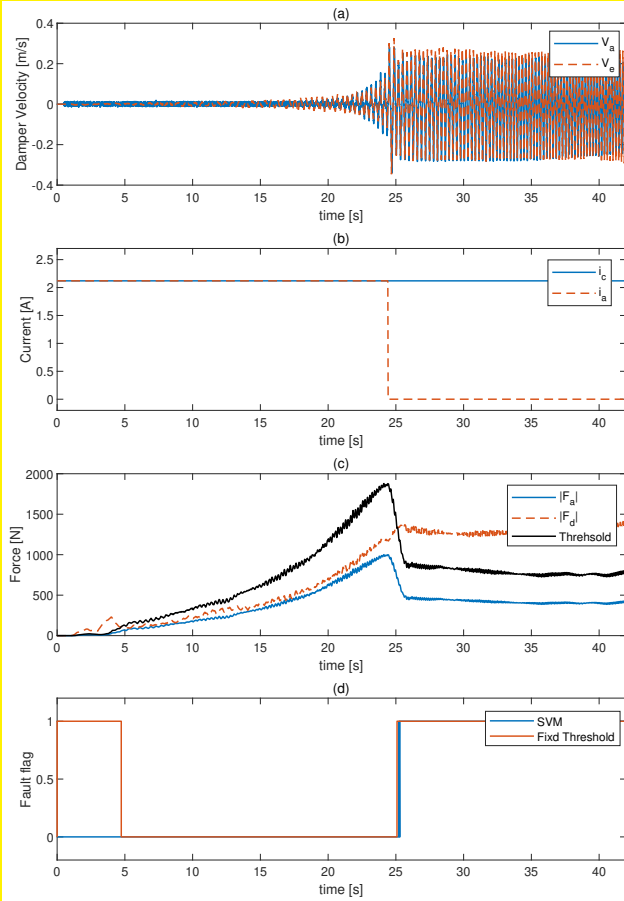 (a)
Damper Velocity [m/s]
0.4
0.2
0
-0.2
-0.4
V_a
V_e
0 5 10 15 20 25 30 35 40
time [s]
(b)
Current [A]
2.5
2
1.5
1
0.5
0
i_c
i_a
0 5 10 15 20 25 30 35 40
time [s]
(c)
Force [N]
2000
1500
1000
500
0
|F_a|
|F_d|
Threhsold
0 5 10 15 20 25 30 35 40
time [s]
(d)
Fault flag
1
0.5
0
SVM
Fixd Threshold
0 5 10 15 20 25 30 35 40
time [s]